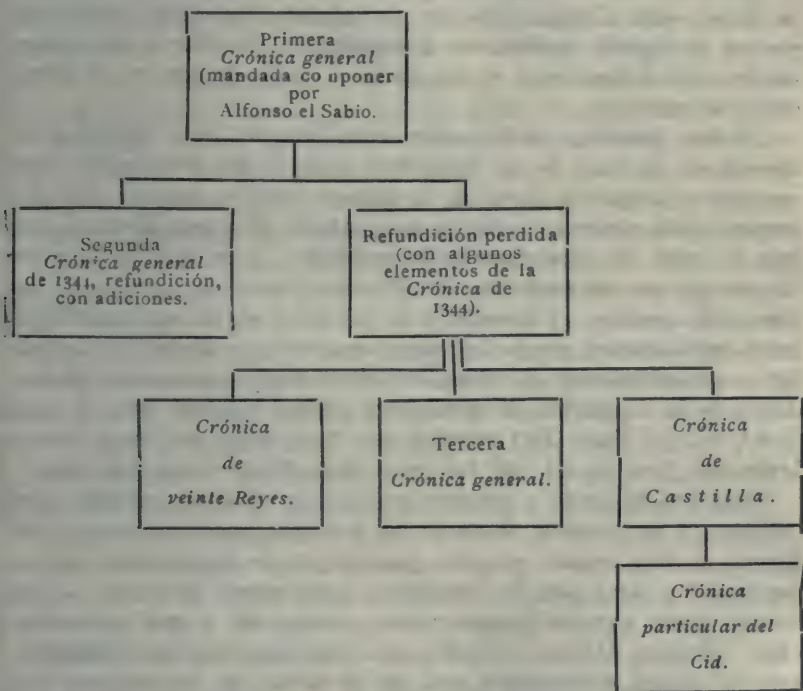 Primera
Crónica general
(mandada co uponer
por
Alfonso el Sabio.
Segunda
Crónica general
de 1344, refundición,
con adiciones.
Refundición perdida
(con algunos
elementos de la
Crónica de
1344).
Crónica
de
veinte Reyes.
Tercera
Crónica general.
Crónica
de
Castilla.
Crónica
particular del
Cid.